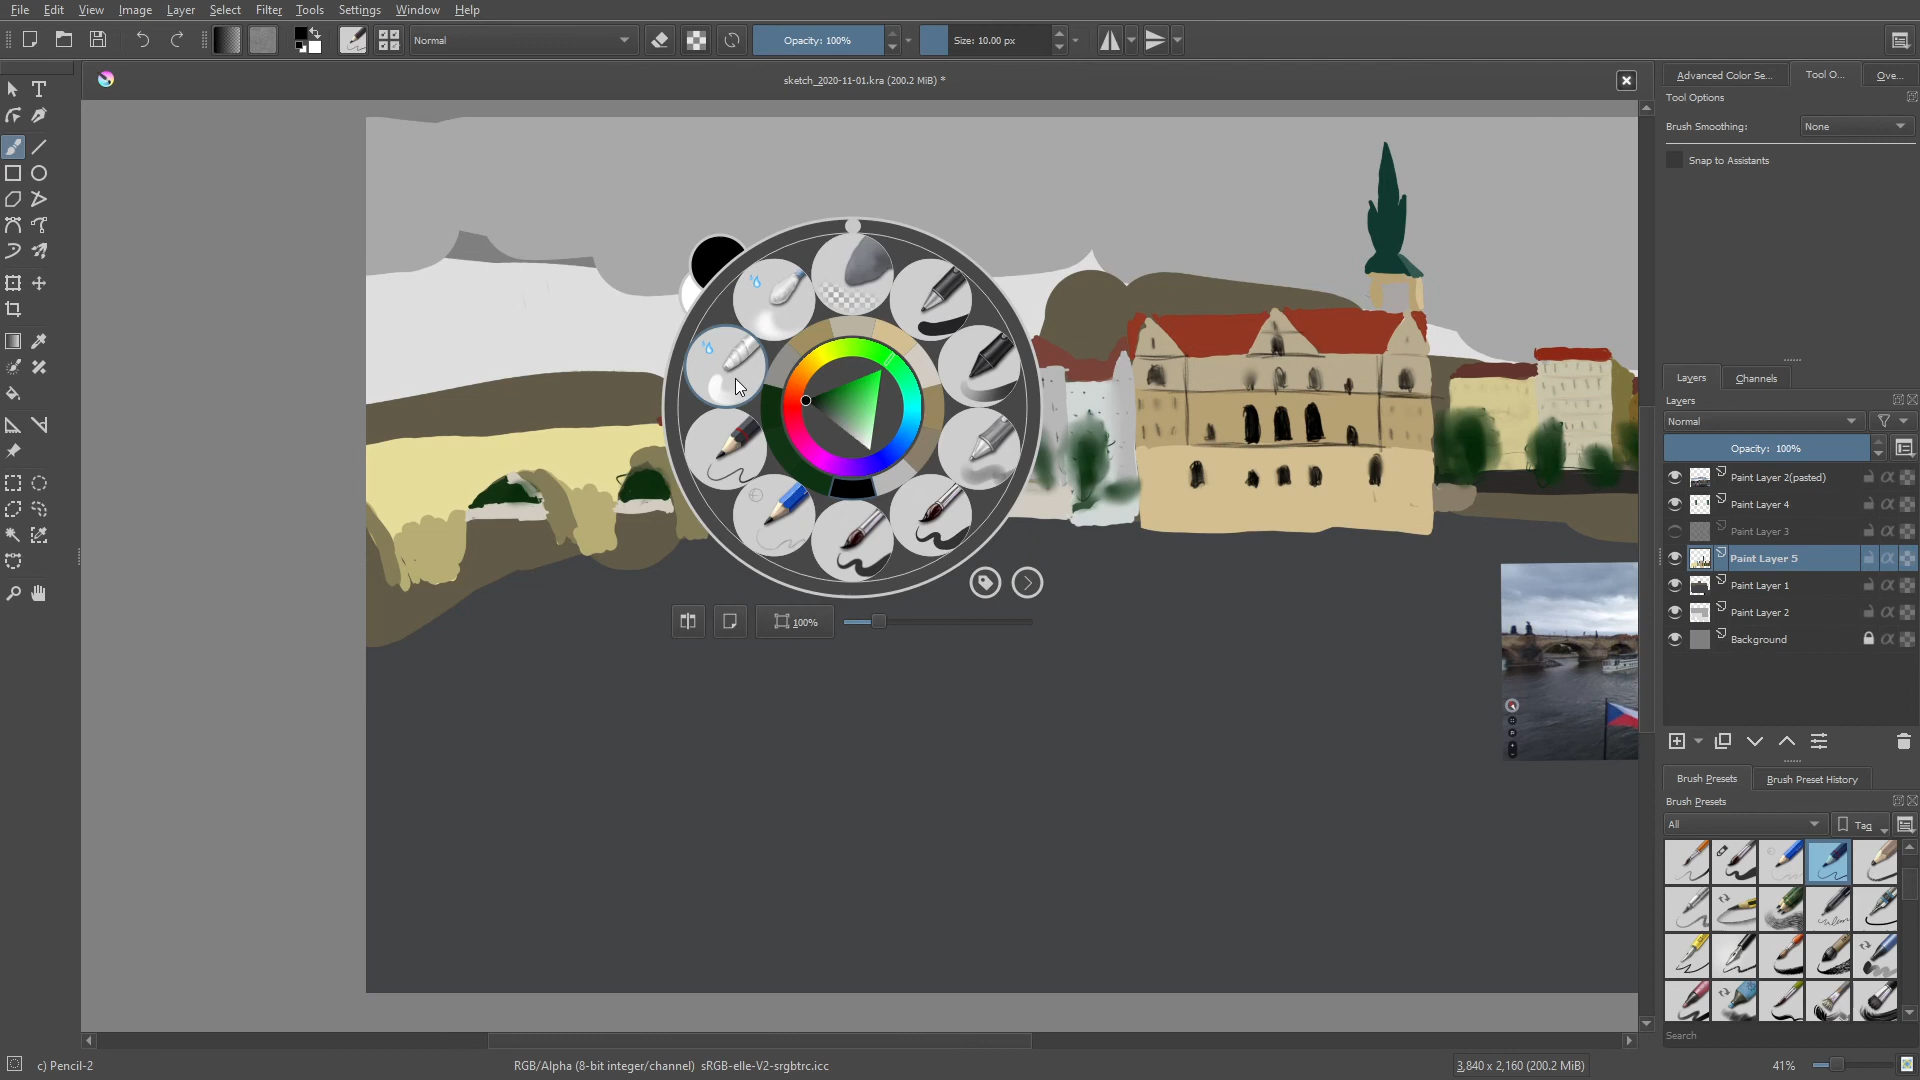 File Edit View Image Layer Select Filter Tools Settings Window Help
Normal
Opacity: 100%
Size: 10.00 px
sketch_2020-11-01.kra (200.2 MiB) *
Advanced Color Se...
Tool O...
Ove...
Tool Options
Brush Smoothing:
None
Snap to Assistants
Layers
Channels
Layers
Normal
Opacity: 100%
Paint Layer 2(pasted)
Paint Layer 4
Paint Layer 3
Paint Layer 5
Paint Layer 1
Paint Layer 2
Background
100%
Brush Presets
Brush Preset History
Brush Presets
All
Tag
Search
c) Pencil-2
RGB/Alpha (8-bit integer/channel) sRGB-elle-V2-srgbtrc.icc
3,840 x 2,160 (200.2 MiB)
41%